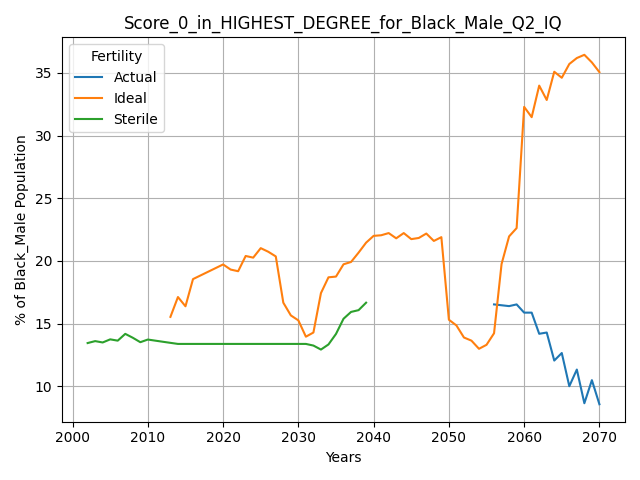 Score_0_in_HIGHEST_DEGREE_for_Black_Male_Q2_IQ
Fertility
Actual
Ideal
Sterile
% of Black_Male Population
35
30
25
20
15
10
2000 2010 2020 2030 2040 2050 2060 2070
Years